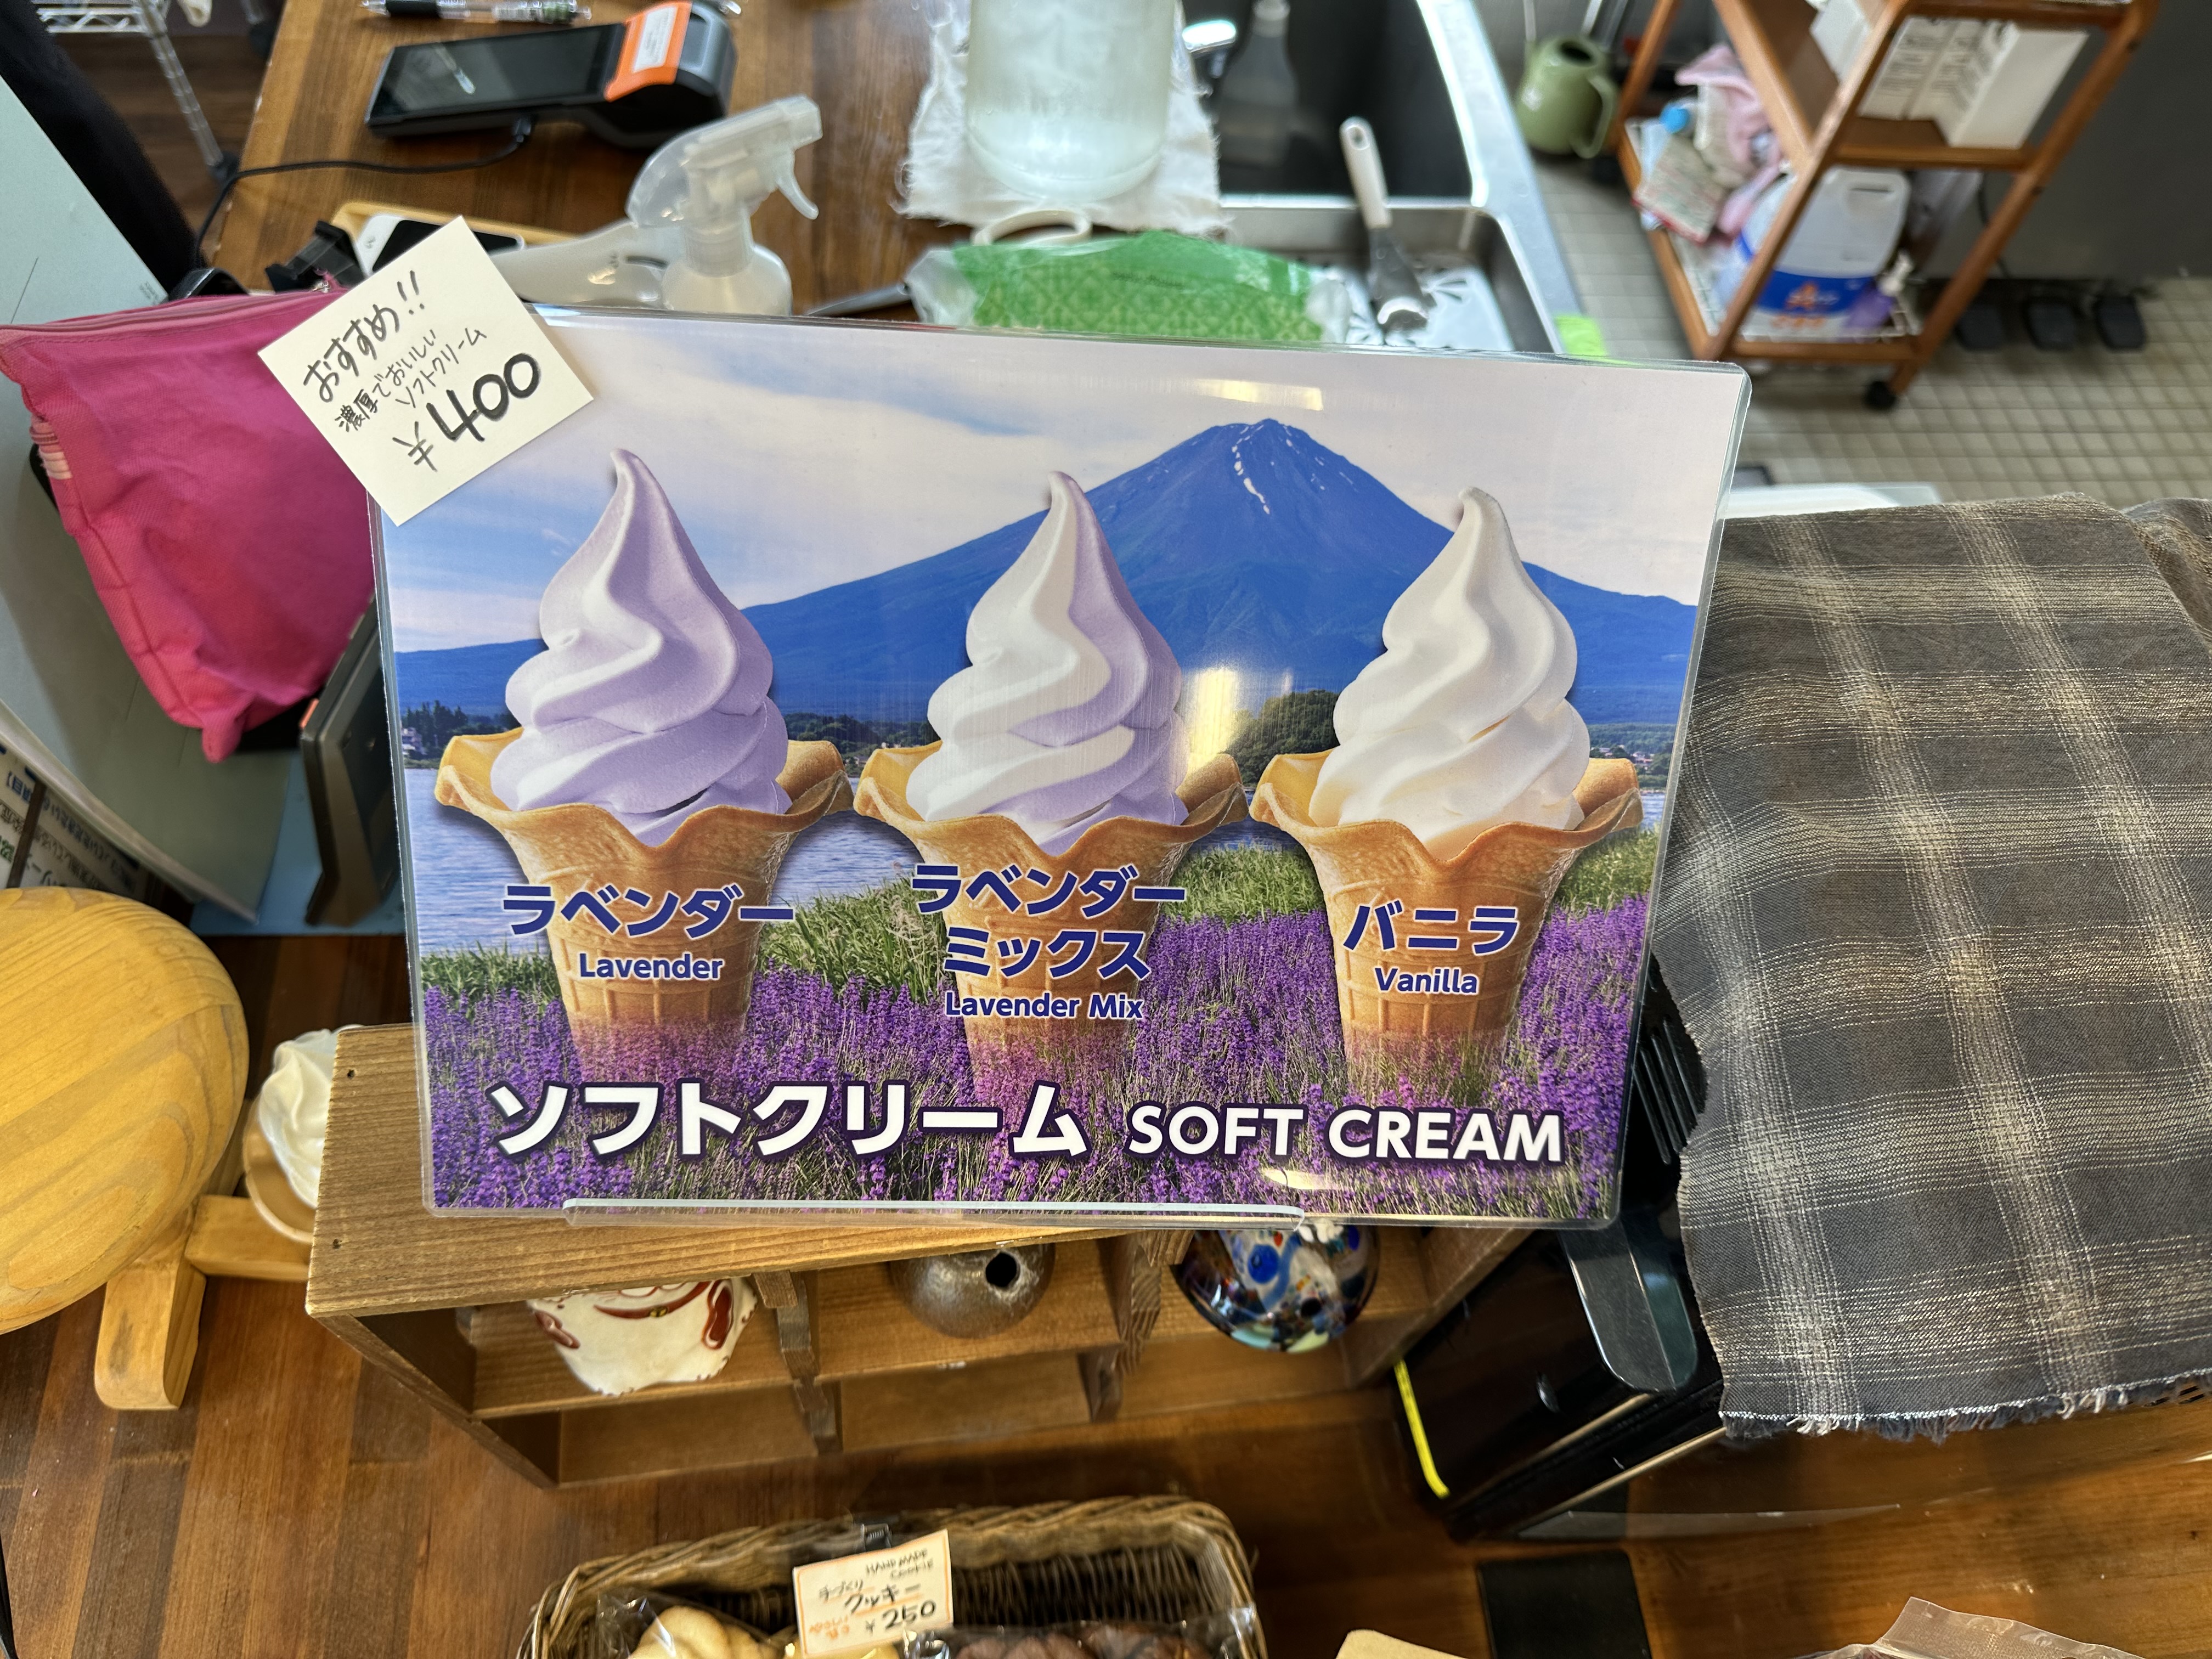 おすすめ!!
濃厚でおいしい
ソフトクリーム
¥400
ラベンダー
Lavender
ラベンダー
ミックス
Lavender Mix
バニラ
Vanilla
ソフトクリーム SOFT CREAM
HANDMADE
COOKIE
手づくり
クッキー
¥250